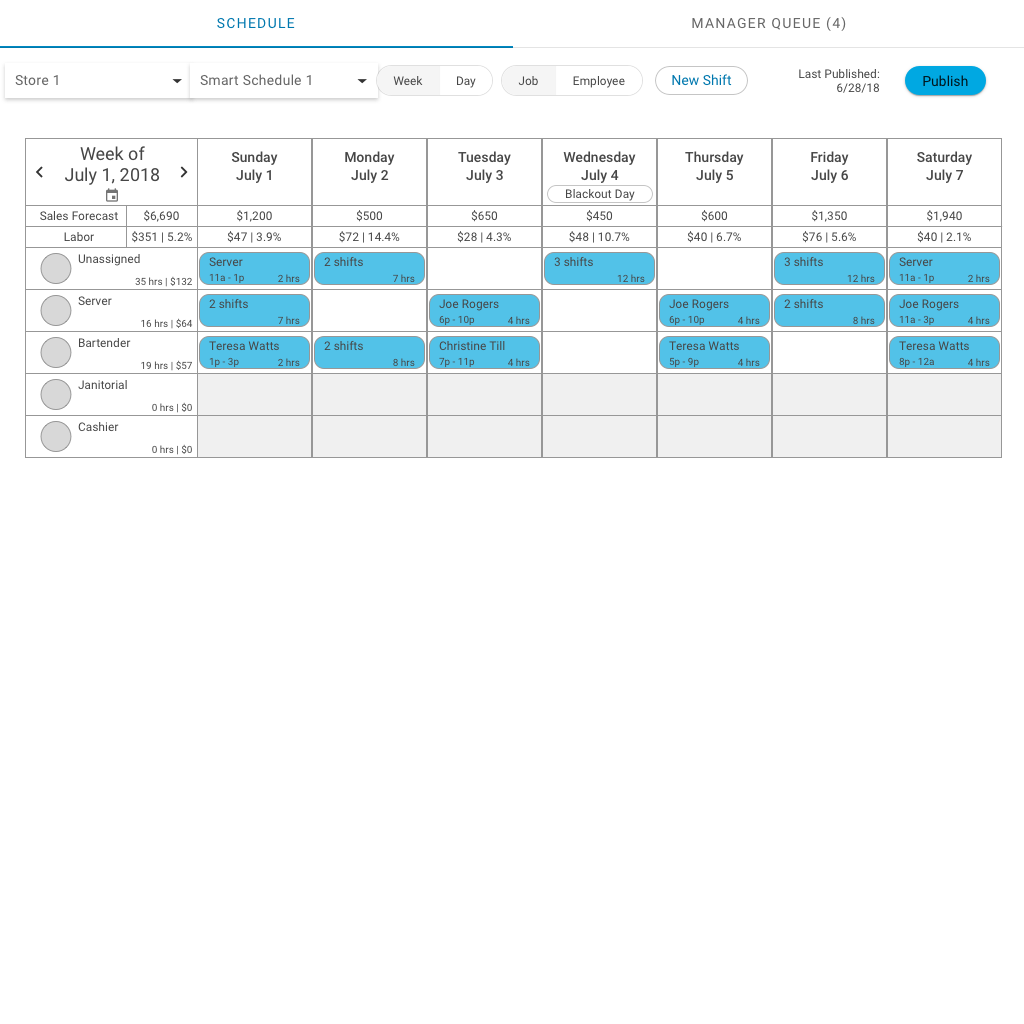 SCHEDULE
MANAGER QUEUE (4)
Store 1
Smart Schedule 1
Week
Day
Job
Employee
New Shift
Last Published:
6/28/18
Publish
Week of
July 1, 2018
Sunday
July 1
Monday
July 2
Tuesday
July 3
Wednesday
July 4
Blackout Day
Thursday
July 5
Friday
July 6
Saturday
July 7
Sales Forecast $6,690 $1,200 $500 $650 $450 $600 $1,350 $1,940
Labor $351 | 5.2% $47 | 3.9% $72 | 14.4% $28 | 4.3% $48 | 10.7% $40 | 6.7% $76 | 5.6% $40 | 2.1%
Unassigned
35 hrs | $132
Server
11a - 1p 2 hrs
2 shifts
7 hrs
3 shifts
12 hrs
3 shifts
12 hrs
Server
11a - 1p 2 hrs
Server
16 hrs | $64
2 shifts
7 hrs
Joe Rogers
6p - 10p 4 hrs
Joe Rogers
6p - 10p 4 hrs
2 shifts
8 hrs
Joe Rogers
11a - 3p 4 hrs
Bartender
19 hrs | $57
Teresa Watts
1p - 3p 2 hrs
2 shifts
8 hrs
Christine Till
7p - 11p 4 hrs
Teresa Watts
5p - 9p 4 hrs
Teresa Watts
8p - 12a 4 hrs
Janitorial
0 hrs | $0
Cashier
0 hrs | $0